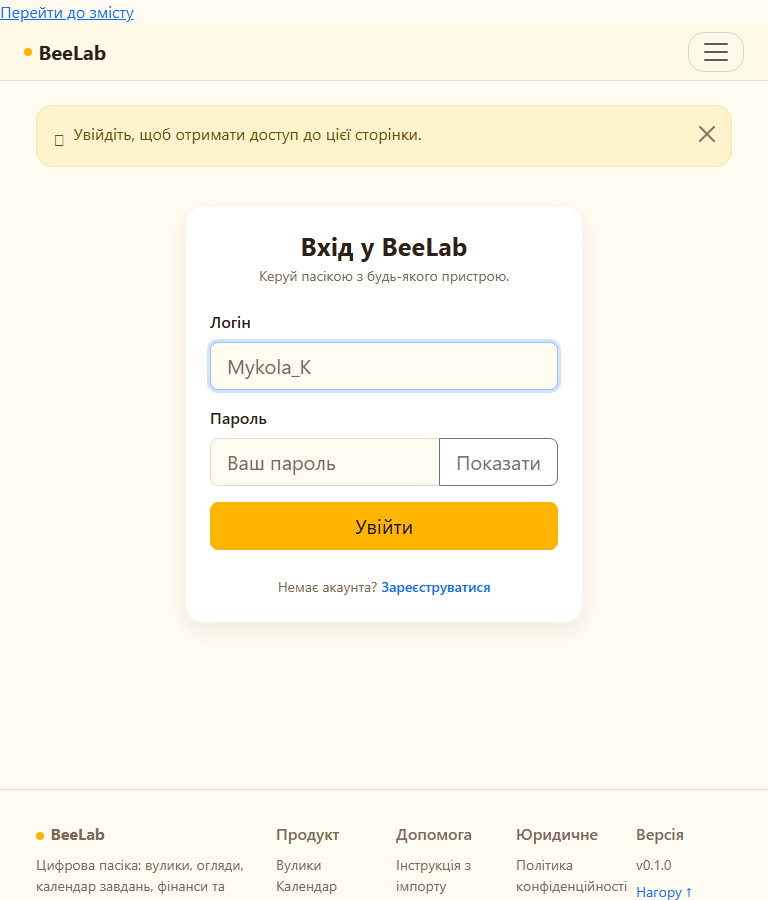 Перейти до змісту
BeeLab
Увійдіть, щоб отримати доступ до цієї сторінки.
Вхід у BeeLab
Керуй пасікою з будь-якого пристрою.
Логін
Mykola_K
Пароль
Ваш пароль
Показати
Увійти
Немає акаунта? Зареєструватися
BeeLab
Цифрова пасіка: вулики, огляди,
календар завдань, фінанси та
Продукт
Вулики
Календар
Допомога
Інструкція з
імпорту
Юридичне
Політика
конфіденційності
Версія
v0.1.0
Нагору ↑